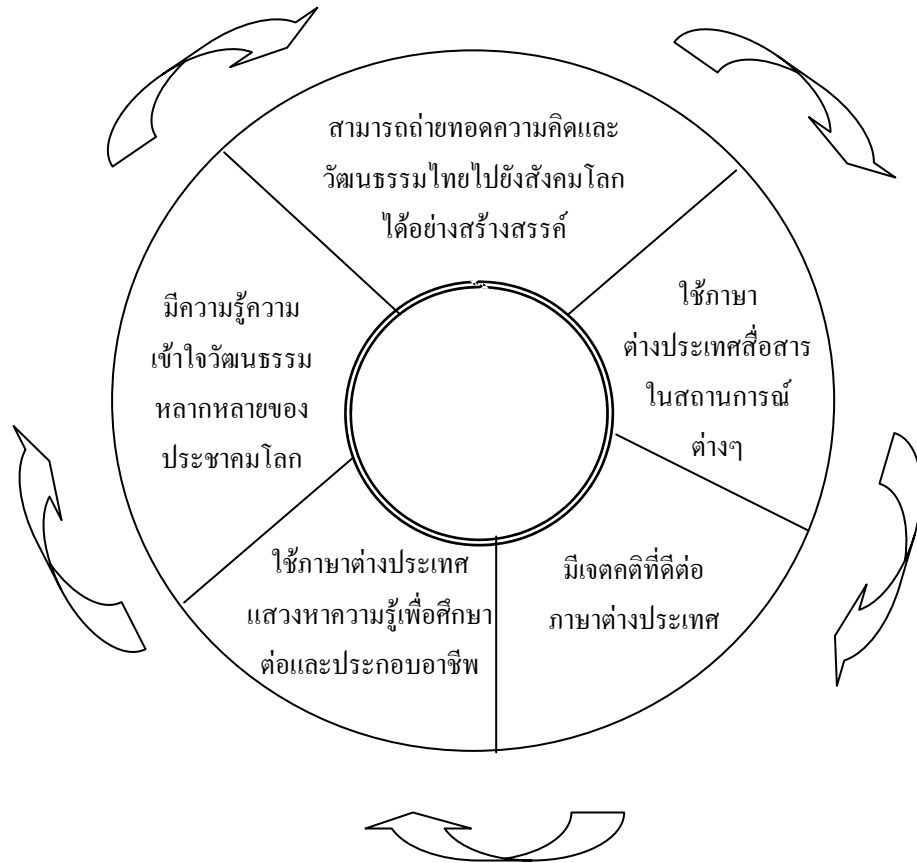 สามารถถ่ายทอดความคิดและ
วัฒนธรรมไทยไปยังสังคมโลก
ได้อย่างสร้างสรรค์
ใช้ภาษา
ต่างประเทศสื่อสาร
ในสถานการณ์
ต่างๆ
มีเจตคติที่ดีต่อ
ภาษาต่างประเทศ
ใช้ภาษาต่างประเทศ
แสวงหาความรู้เพื่อศึกษา
ต่อและประกอบอาชีพ
มีความรู้ความ
เข้าใจวัฒนธรรม
หลากหลายของ
ประชาคมโลก